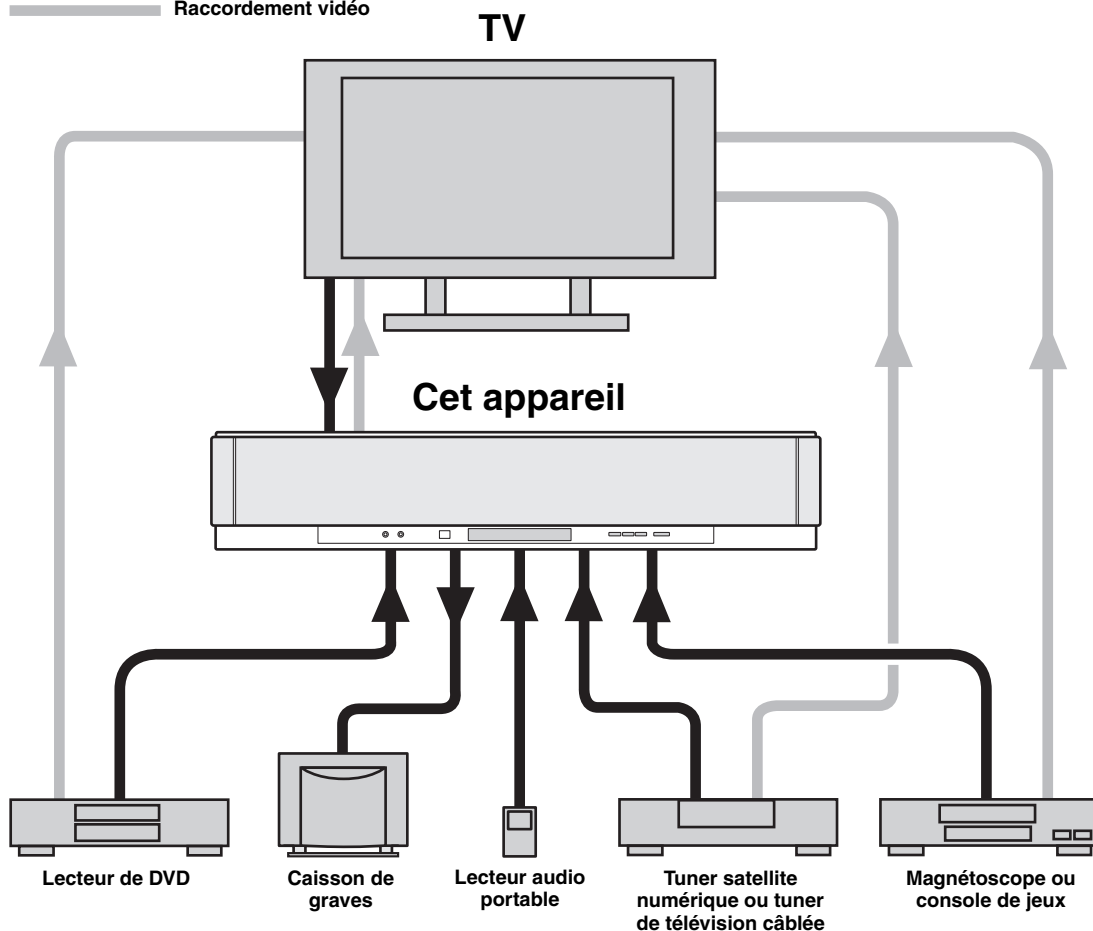 Raccordement vidéo
TV
Cet appareil
Lecteur de DVD
Caisson de
graves
Lecteur audio
portable
Tuner satellite
numérique ou tuner
de télévision câblée
Magnétoscope ou
console de jeux